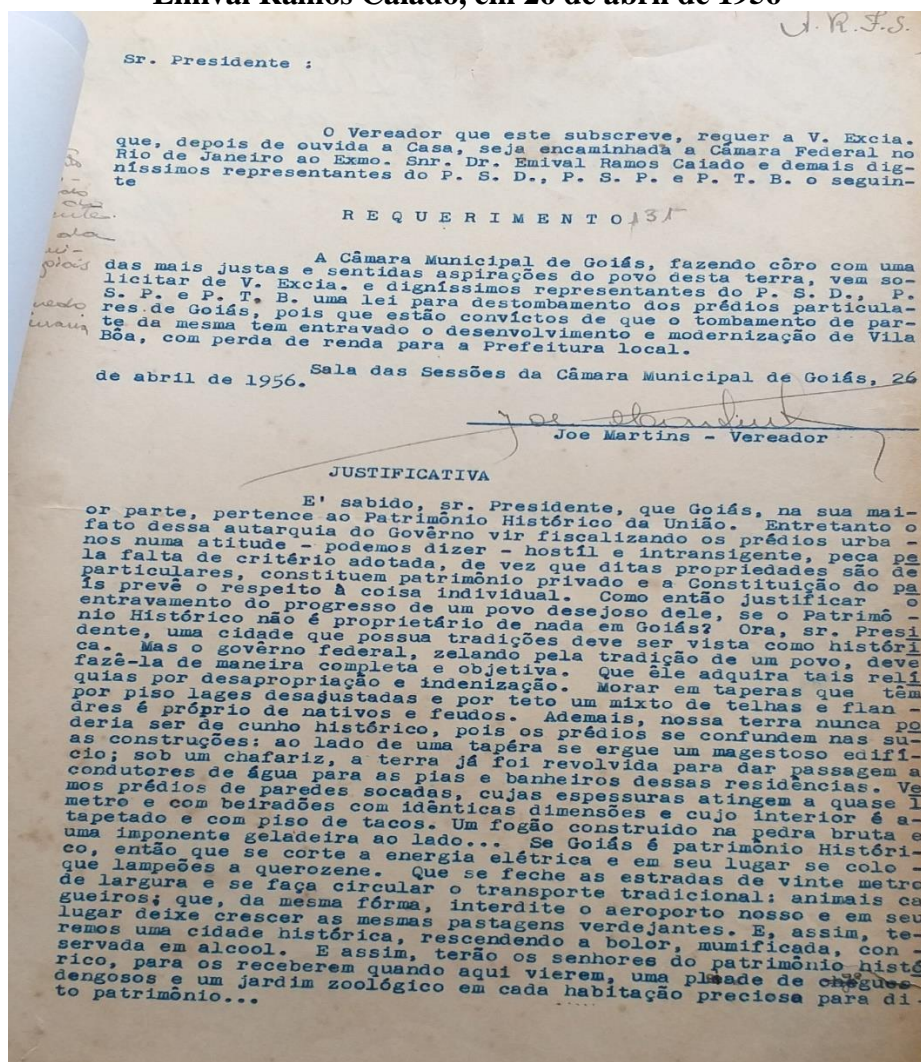 Emival Ramos Caiado, em 26 de abril de 1956
A.R.F.S.
Sr. Presidente ;
O Vereador que este subscreve, requer a V. Excia.
que, depois de ouvida a Casa, seja encaminhada a Câmara Federal no
Rio de Janeiro ao Exmo. Snr. Dr. Emival Ramos Caiado e demais dig-
níssimos representantes do P. S. D., P. S. P. e P. T. B. o seguin-
te
R E Q U E R I M E N T O 135
A Câmara Municipal de Goiás, fazendo côro com uma
das mais justas e sentidas aspirações do povo desta terra, vem so-
licitar de V. Excia. e digníssimos representantes do P. S. D., P.
S. P. e P. T. B. uma lei para destombamento dos prédios particula-
res de Goiás, pois que estão convictos de que o tombamento de par-
te da mesma tem entravado o desenvolvimento e modernização de Vila
Bôa, com perda de renda para a Prefeitura local.
Sala das Sessões da Câmara Municipal de Goiás, 26
de abril de 1956.
Joe Martins - Vereador
JUSTIFICATIVA
E' sabido, sr. Presidente, que Goiás, na sua mai-
or parte, pertence ao Patrimônio Histórico da União. Entretanto o
fato dessa autarquia do Govêrno vir fiscalizando os prédios urba -
nos numa atitude - podemos dizer - hostíl e intransigente, peca pe
la falta de critério adotada, de vez que ditas propriedades são de
particulares, constituem patrimônio privado e a Constituição do pa
ís prevê o respeito à coisa individual. Como então justificar o
entravamento do progresso de um povo desejoso dele, se o Patrimô -
nio Histórico não é proprietário de nada em Goiás? Ora, sr. Presi
dente, uma cidade que possua tradições deve ser vista como históri
ca. Mas o govêrno federal, zelando pela tradição de um povo, deve
fazê-la de maneira completa e objetiva. Que êle adquira tais relí
quias por desapropriação e indenização. Morar em taperas que têm
por piso lages desajustadas e por teto um mixto de telhas e flan -
dres é próprio de nativos e feudos. Ademais, nossa terra nunca po
deria ser de cunho histórico, pois os prédios se confundem nas su-
as construções: ao lado de uma tapéra se ergue um magestoso edifí-
cio; sob um chafariz, a terra já foi revolvida para dar passagem a
condutores de água para as pias e banheiros dessas residências. Ve
mos prédios de paredes socadas, cujas espessuras atingem a quase 1
metro e com beiradões com idênticas dimensões e cujo interior é a-
tapetado e com piso de tacos. Um fogão construido na pedra bruta e
uma imponente geladeira ao lado... Se Goiás é patrimônio Históri-
co, então que se corte a energia elétrica e em seu lugar se colo -
que lampeões a querozene. Que se feche as estradas de vinte metro
de largura e se faça circular o transporte tradicional: animais ca
gueiros; que, da mesma fórma, interdite o aeroporto nosso e em seu
lugar deixe crescer as mesmas pastagens verdejantes. E, assim, te-
remos uma cidade histórica, rescendendo a bolor, mumificada, con
servada em alcool. E assim, terão os senhores do patrimônio histó
rico, para os receberem quando aqui vierem, uma plêade de
dengosos e um jardim zoológico em cada habitação preciosa para di
to patrimônio...